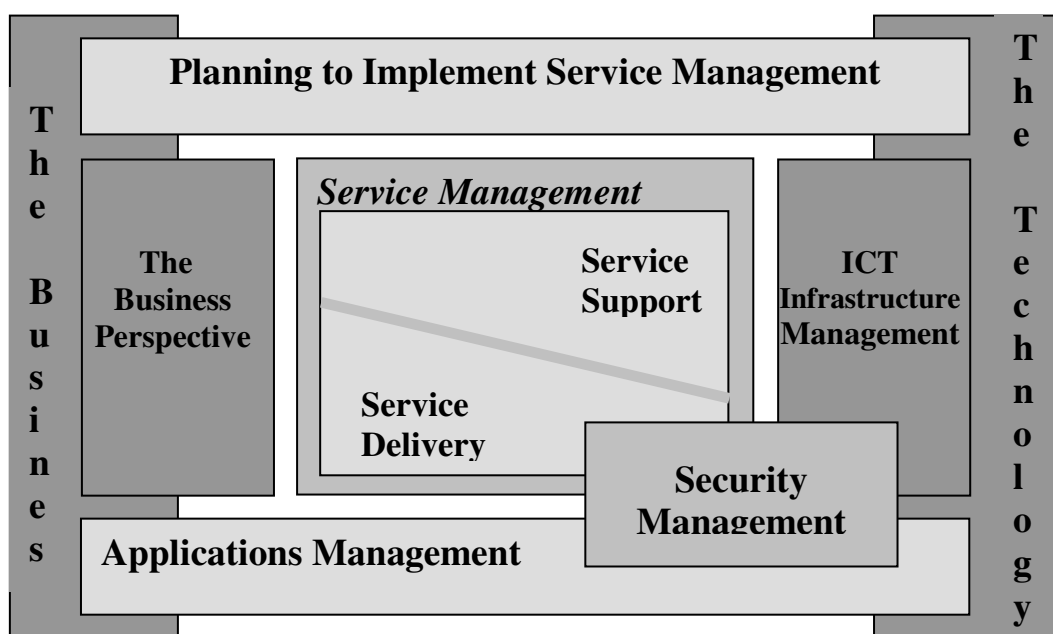 Planning to Implement Service Management
The Busines
The
Business
Perspective
Service Management
Service
Support
Service
Delivery
ICT
Infrastructure
Management
Security
Management
Applications Management
The Technology